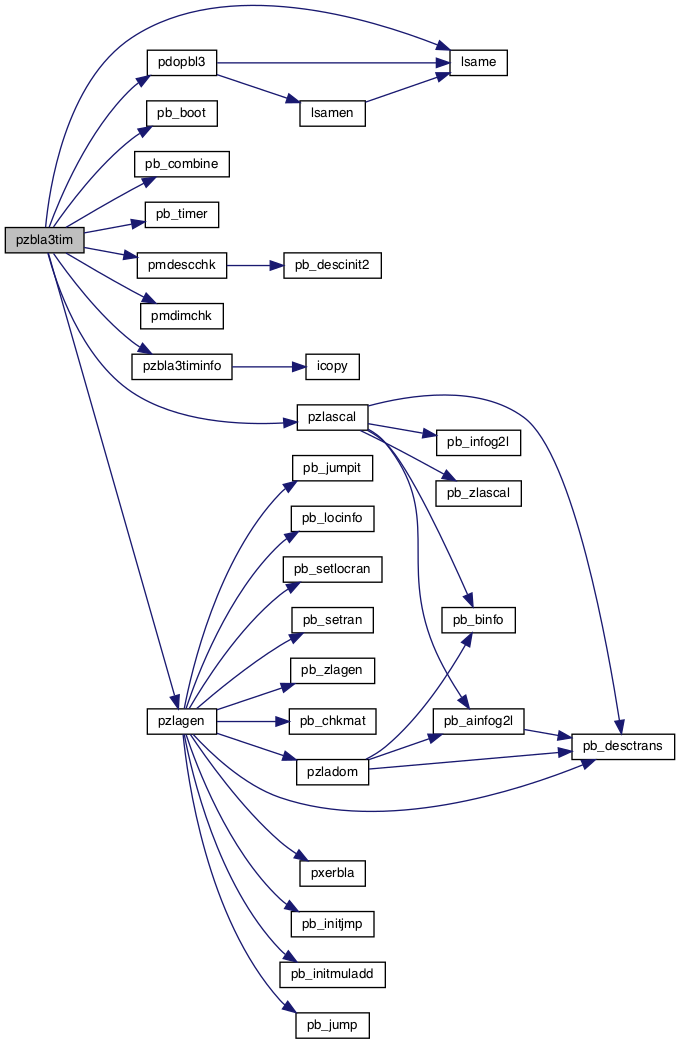 lsame
pdopbl3
lsamen
pb_boot
pb_combine
pb_timer
pzbla3tim
pmdescchk
pb_descinit2
pmdimchk
pzbla3timinfo
icopy
pzlascal
pb_infog2l
pb_jumpit
pb_zlascal
pb_locinfo
pb_setlocran
pb_setran
pb_binfo
pb_zlagen
pzlagen
pb_chkmat
pb_ainfog2l
pb_desctrans
pzladom
pxerbla
pb_initjmp
pb_initmuladd
pb_jump